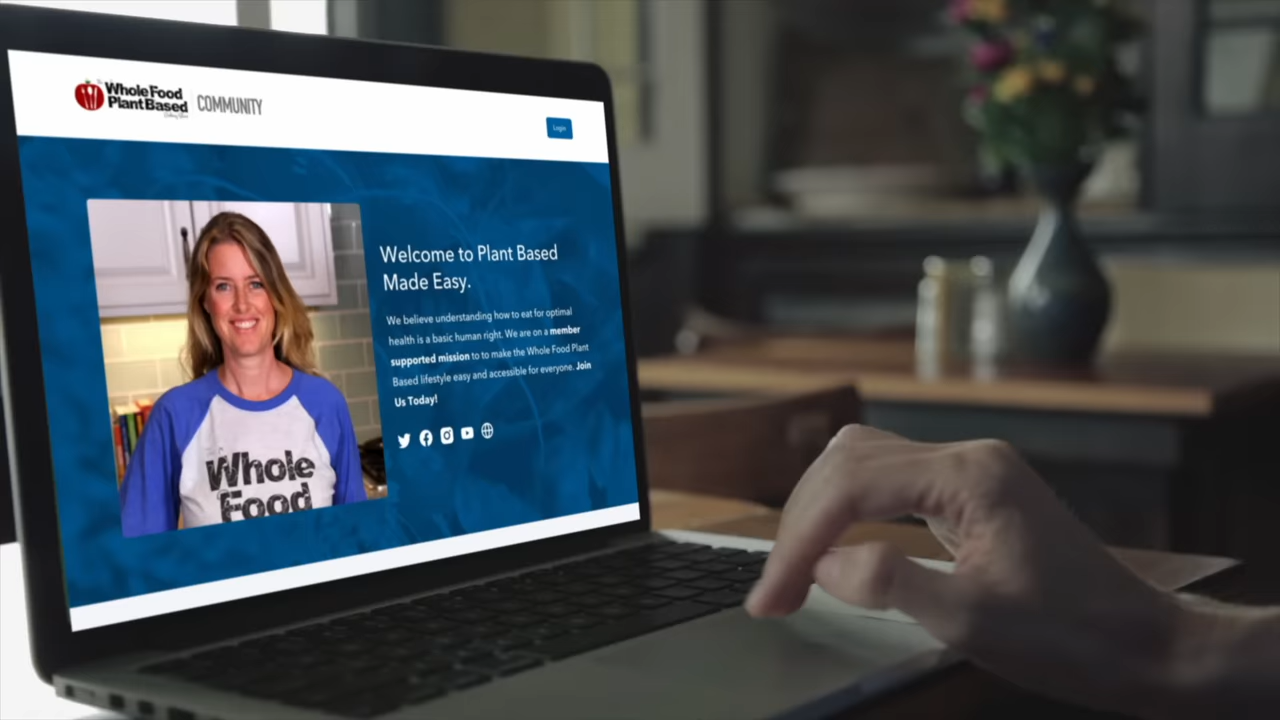 Whole Food
Plant Based
COMMUNITY
Login
Welcome to Plant Based
Made Easy.
We believe understanding how to eat for optimal
health is a basic human right. We are on a member
supported mission to to make the Whole Food Plant
Based lifestyle easy and accessible for everyone. Join
Us Today!
Whole
Food